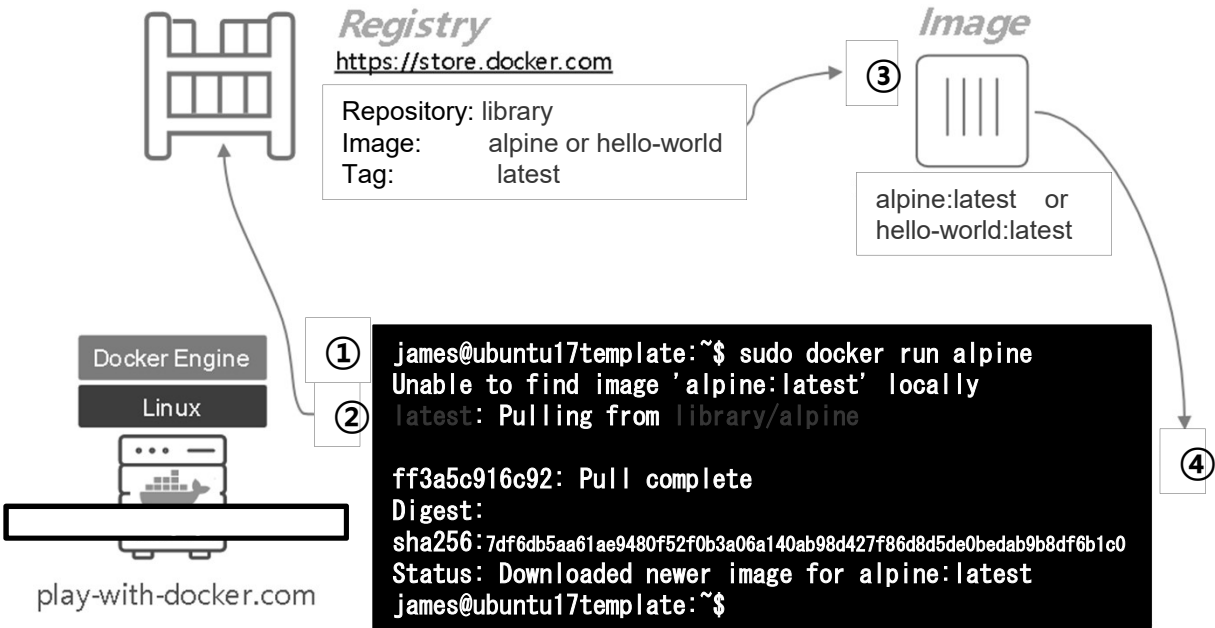 Registry
https://store.docker.com
Repository: library
Image: alpine or hello-world
Tag: latest
Image
③
alpine:latest or
hello-world:latest
Docker Engine
Linux
play-with-docker.com
①
②
james@ubuntu17template:~$ sudo docker run alpine
Unable to find image 'alpine:latest' locally
latest: Pulling from library/alpine
ff3a5c916c92: Pull complete
Digest:
sha256:7df6db5aa61ae9480f52f0b3a06a140ab98d427f86d8d5de0bedab9b8df6b1c0
Status: Downloaded newer image for alpine:latest
james@ubuntu17template:~$
④